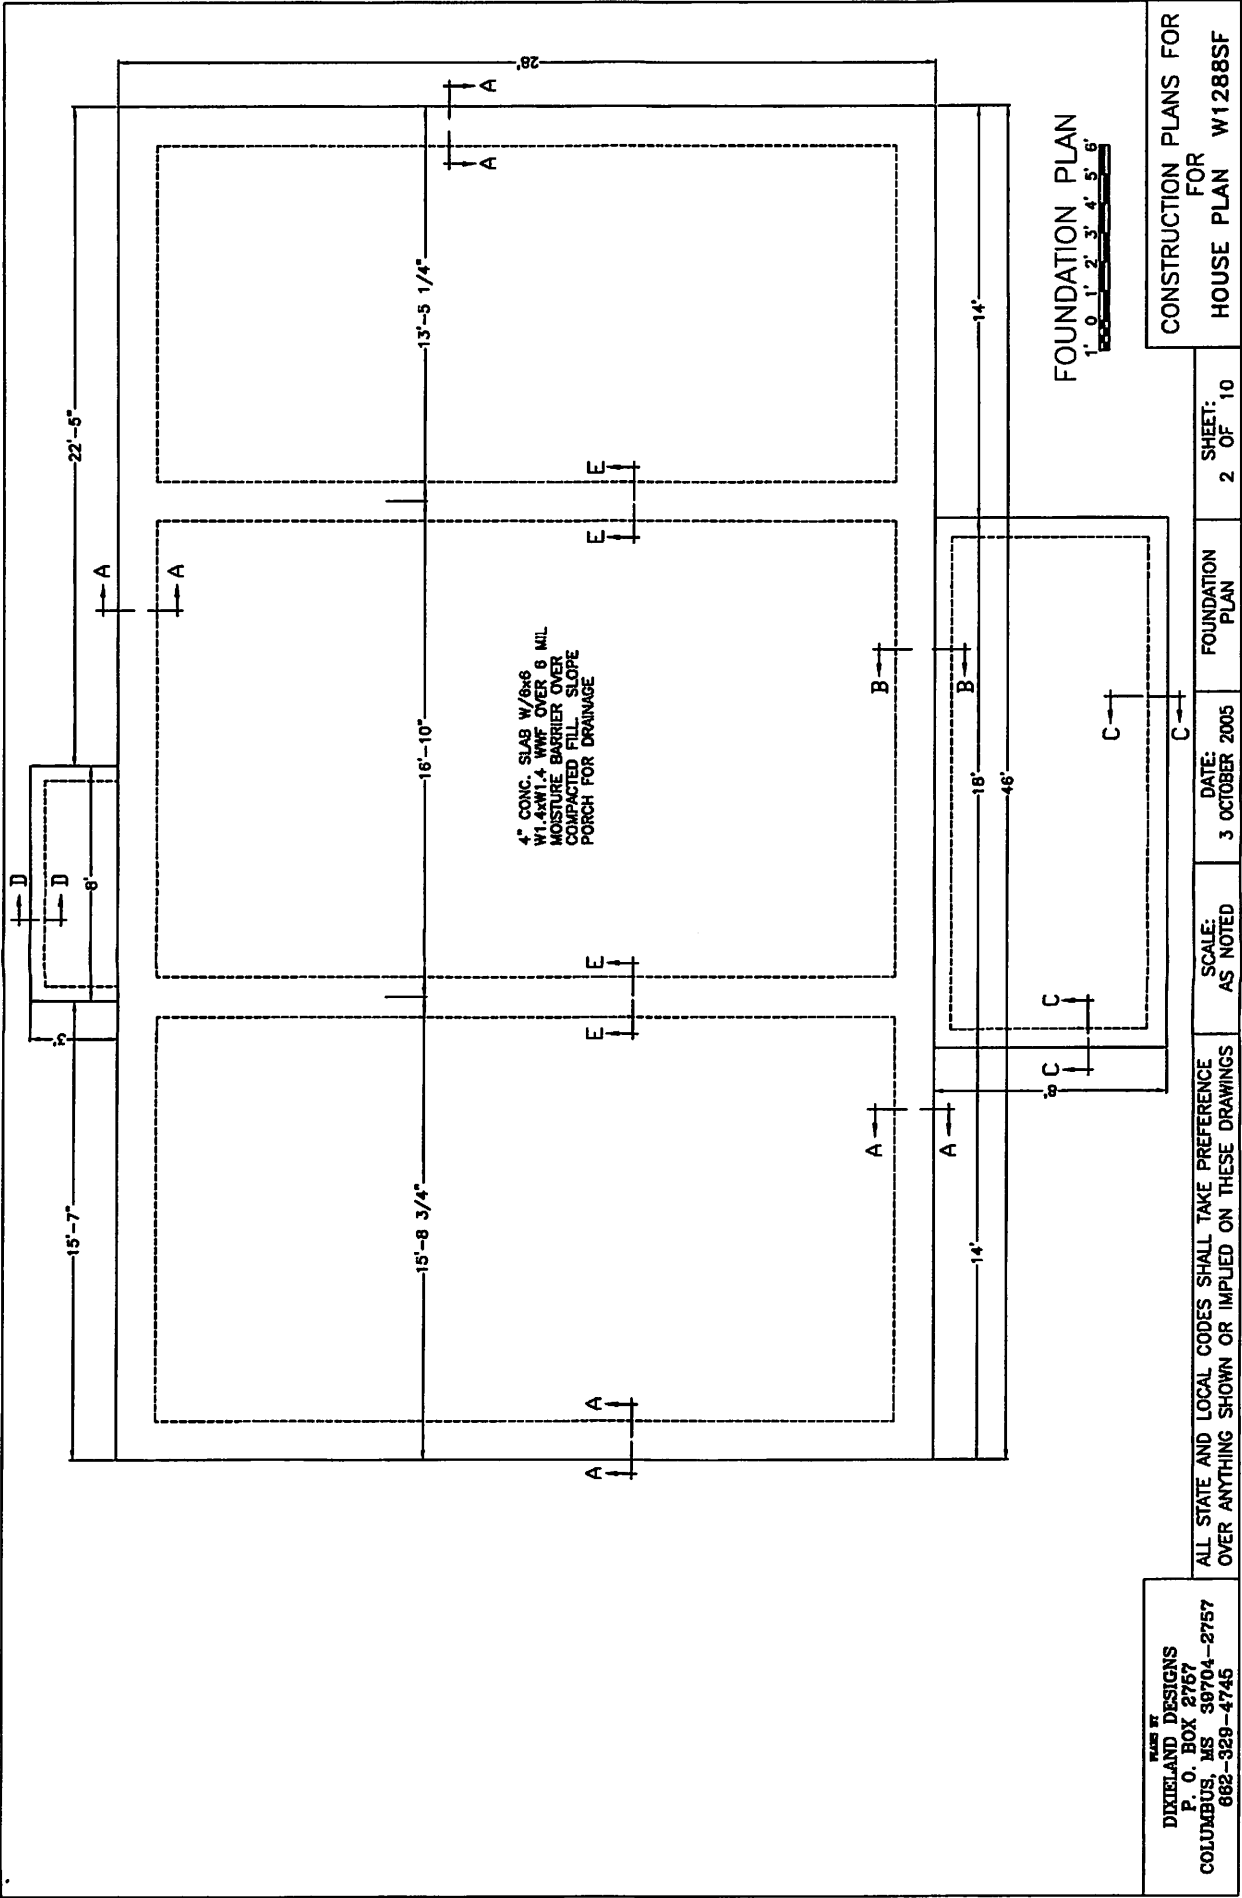 D
D
8'
3'
15'-7"
22'-5"
A
A
28'
A
A
15'-8 3/4"
16'-10"
13'-5 1/4"
4" CONC. SLAB W/6x6
W1.4xW1.4 WWF OVER 6 MIL
MOISTURE BARRIER OVER
COMPACTED FILL. SLOPE
PORCH FOR DRAINAGE
A
A
E
E
E
E
A
A
B
B
14'
18'
14'
46'
8'
C
C
C
C
FOUNDATION PLAN
1' 0 1' 2' 3' 4' 5' 6'
PLANS BY
DIXIELAND DESIGNS
P. O. BOX 2757
COLUMBUS, MS 39704-2757
662-329-4745
ALL STATE AND LOCAL CODES SHALL TAKE PREFERENCE
OVER ANYTHING SHOWN OR IMPLIED ON THESE DRAWINGS
SCALE:
AS NOTED
DATE:
3 OCTOBER 2005
FOUNDATION
PLAN
SHEET:
2 OF 10
CONSTRUCTION PLANS FOR
FOR
HOUSE PLAN W1288SF